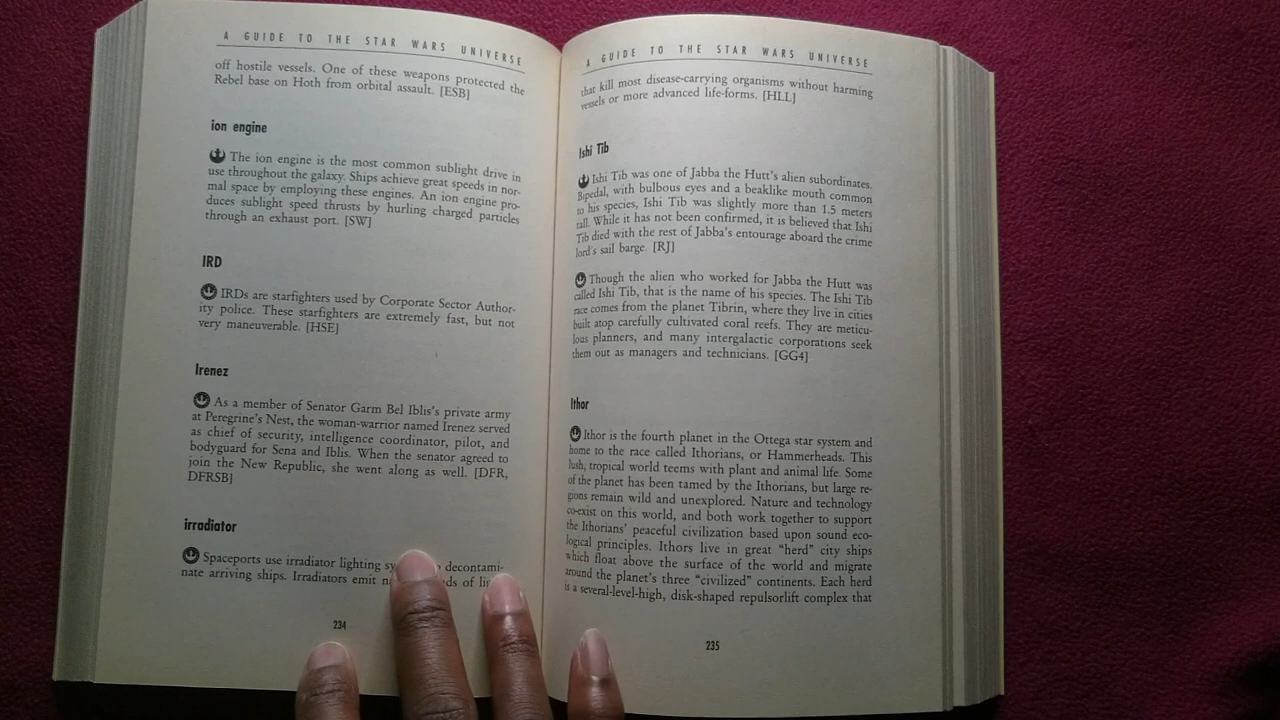 A GUIDE TO THE STAR WARS UNIVERSE
off hostile vessels. One of these weapons protected the
Rebel base on Hoth from orbital assault. [ESB]
ion engine
The ion engine is the most common sublight drive in
use throughout the galaxy. Ships achieve great speeds in nor-
mal space by employing these engines. An ion engine pro-
duces sublight speed thrusts by hurling charged particles
through an exhaust port. [SW]
IRD
IRDs are starfighters used by Corporate Sector Author-
ity police. These starfighters are extremely fast, but not
very maneuverable. [HSE]
Irenez
As a member of Senator Garm Bel Iblis's private army
at Peregrine's Nest, the woman-warrior named Irenez served
as chief of security, intelligence coordinator, pilot, and
bodyguard for Sena and Iblis. When the senator agreed to
join the New Republic, she went along as well. [DFR,
DFRSB]
irradiator
Spaceports use irradiator lighting decontami-
nate arriving ships. Irradiators emit of
234
A GUIDE TO THE STAR WARS UNIVERSE
that kill most disease-carrying organisms without harming
vessels or more advanced life-forms. [HLL]
Ishi Tib
Ishi Tib was one of Jabba the Hutt's alien subordinates.
Bipedal, with bulbous eyes and a beaklike mouth common
to his species, Ishi Tib was slightly more than 1.5 meters
tall. While it has not been confirmed, it is believed that Ishi
Tib died with the rest of Jabba's entourage aboard the crime
lord's sail barge. [RJ]
Though the alien who worked for Jabba the Hutt was
called Ishi Tib, that is the name of his species. The Ishi Tib
race comes from the planet Tibrin, where they live in cities
built atop carefully cultivated coral reefs. They are meticu-
lous planners, and many intergalactic corporations seek
them out as managers and technicians. [GG4]
Ithor
Ithor is the fourth planet in the Ottega star system and
home to the race called Ithorians, or Hammerheads. This
lush, tropical world teems with plant and animal life. Some
of the planet has been tamed by the Ithorians, but large re-
gions remain wild and unexplored. Nature and technology
co-exist on this world, and both work together to support
the Ithorians' peaceful civilization based upon sound eco-
logical principles. Ithors live in great "herd" city ships
which float above the surface of the world and migrate
around the planet's three "civilized" continents. Each herd
is a several-level-high, disk-shaped repulsorlift complex that
235